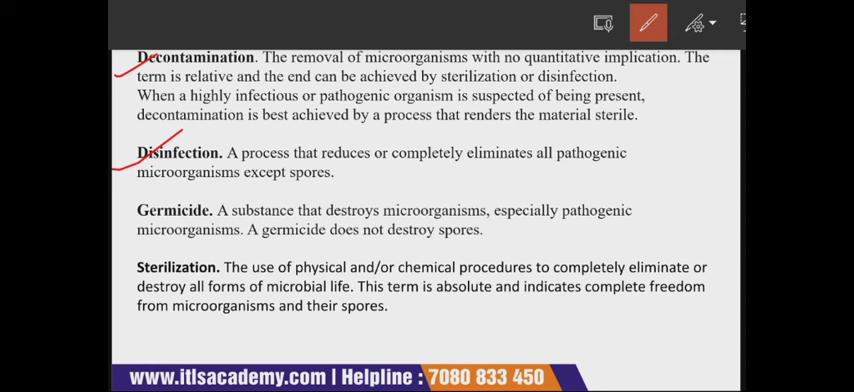 Decontamination. The removal of microorganisms with no quantitative implication. The
term is relative and the end can be achieved by sterilization or disinfection.
When a highly infectious or pathogenic organism is suspected of being present,
decontamination is best achieved by a process that renders the material sterile.
Disinfection. A process that reduces or completely eliminates all pathogenic
microorganisms except spores.
Germicide. A substance that destroys microorganisms, especially pathogenic
microorganisms. A germicide does not destroy spores.
Sterilization. The use of physical and/or chemical procedures to completely eliminate or
destroy all forms of microbial life. This term is absolute and indicates complete freedom
from microorganisms and their spores.
www.itlsacademy.com | Helpline : 7080 833 450